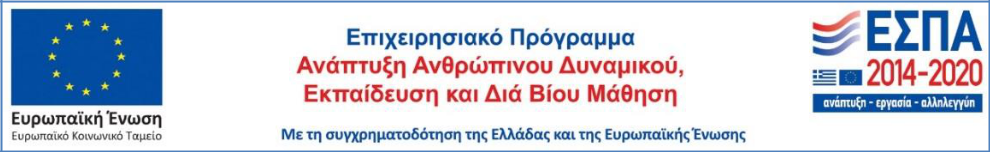 Ευρωπαϊκή Ένωση
Ευρωπαϊκό Κοινωνικό Ταμείο
Επιχειρησιακό Πρόγραμμα
Ανάπτυξη Ανθρώπινου Δυναμικού,
Εκπαίδευση και Διά Βίου Μάθηση
Με τη συγχρηματοδότηση της Ελλάδας και της Ευρωπαϊκής Ένωσης
ΕΣΠΑ
2014-2020
ανάπτυξη - εργασία - αλληλεγγύη